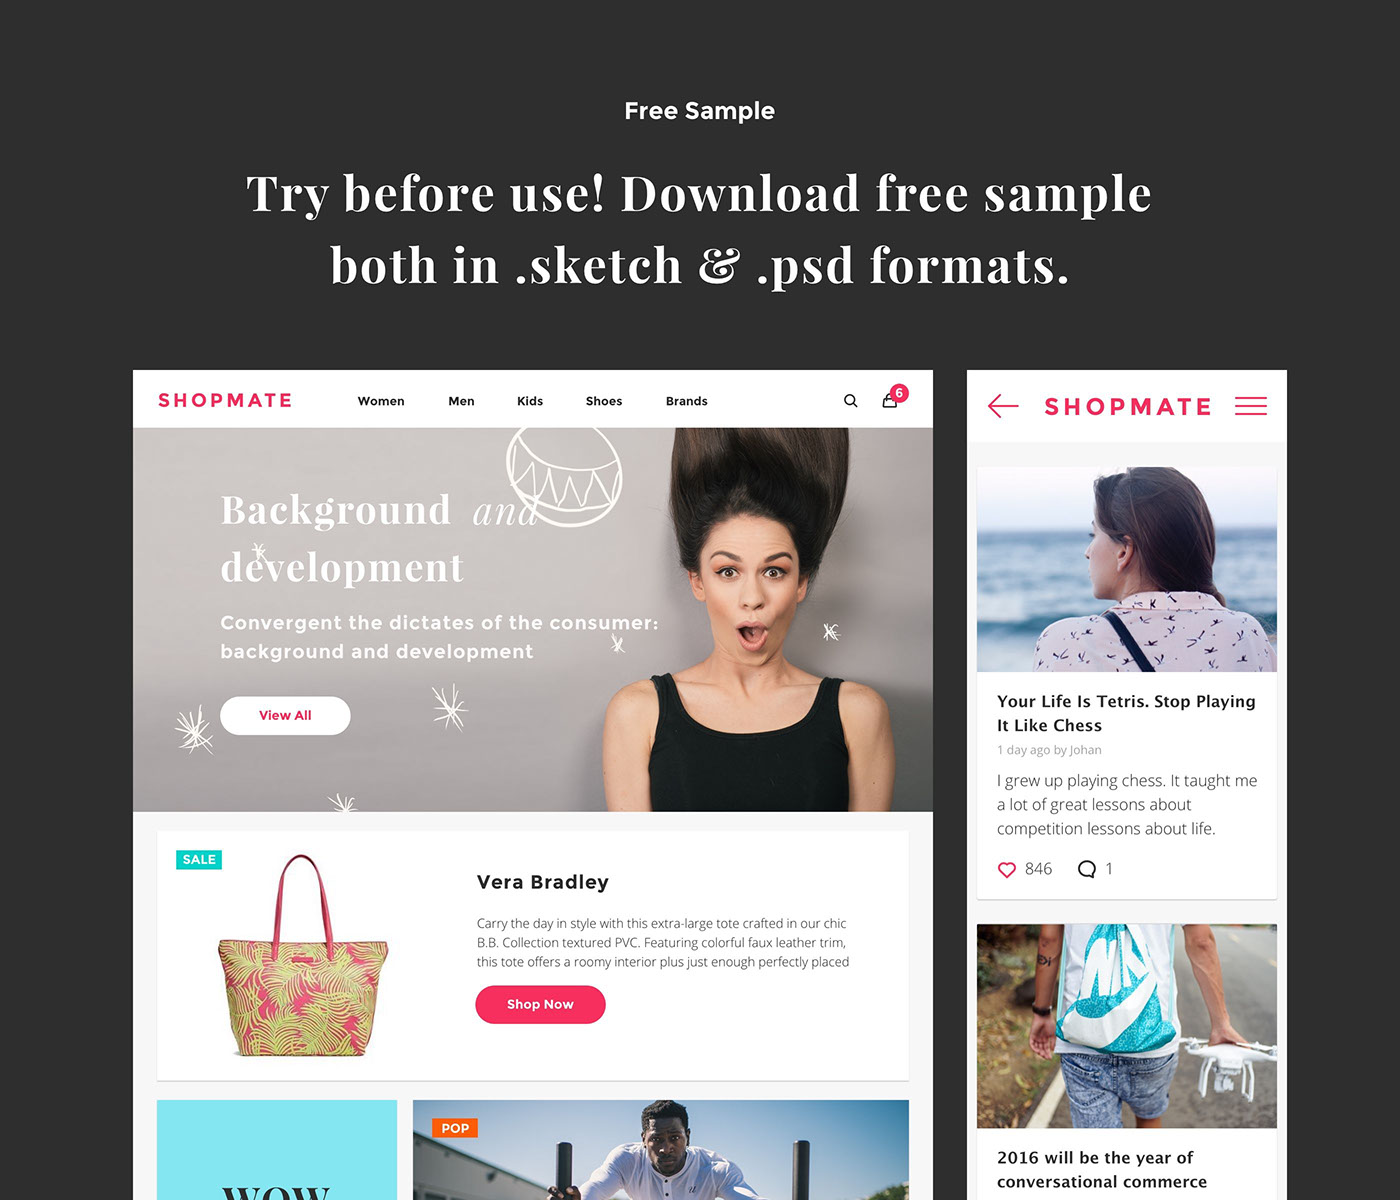 Free Sample
Try before use! Download free sample
both in .sketch & .psd formats.
SHOPMATE
Women
Men
Kids
Shoes
Brands
6
Background and
development
Convergent the dictates of the consumer:
background and development
View All
SALE
Vera Bradley
Carry the day in style with this extra-large tote crafted in our chic
B.B. Collection textured PVC. Featuring colorful faux leather trim,
this tote offers a roomy interior plus just enough perfectly placed
Shop Now
WOW
POP
SHOPMATE
Your Life Is Tetris. Stop Playing
It Like Chess
1 day ago by Johan
I grew up playing chess. It taught me
a lot of great lessons about
competition lessons about life.
846
1
2016 will be the year of
conversational commerce